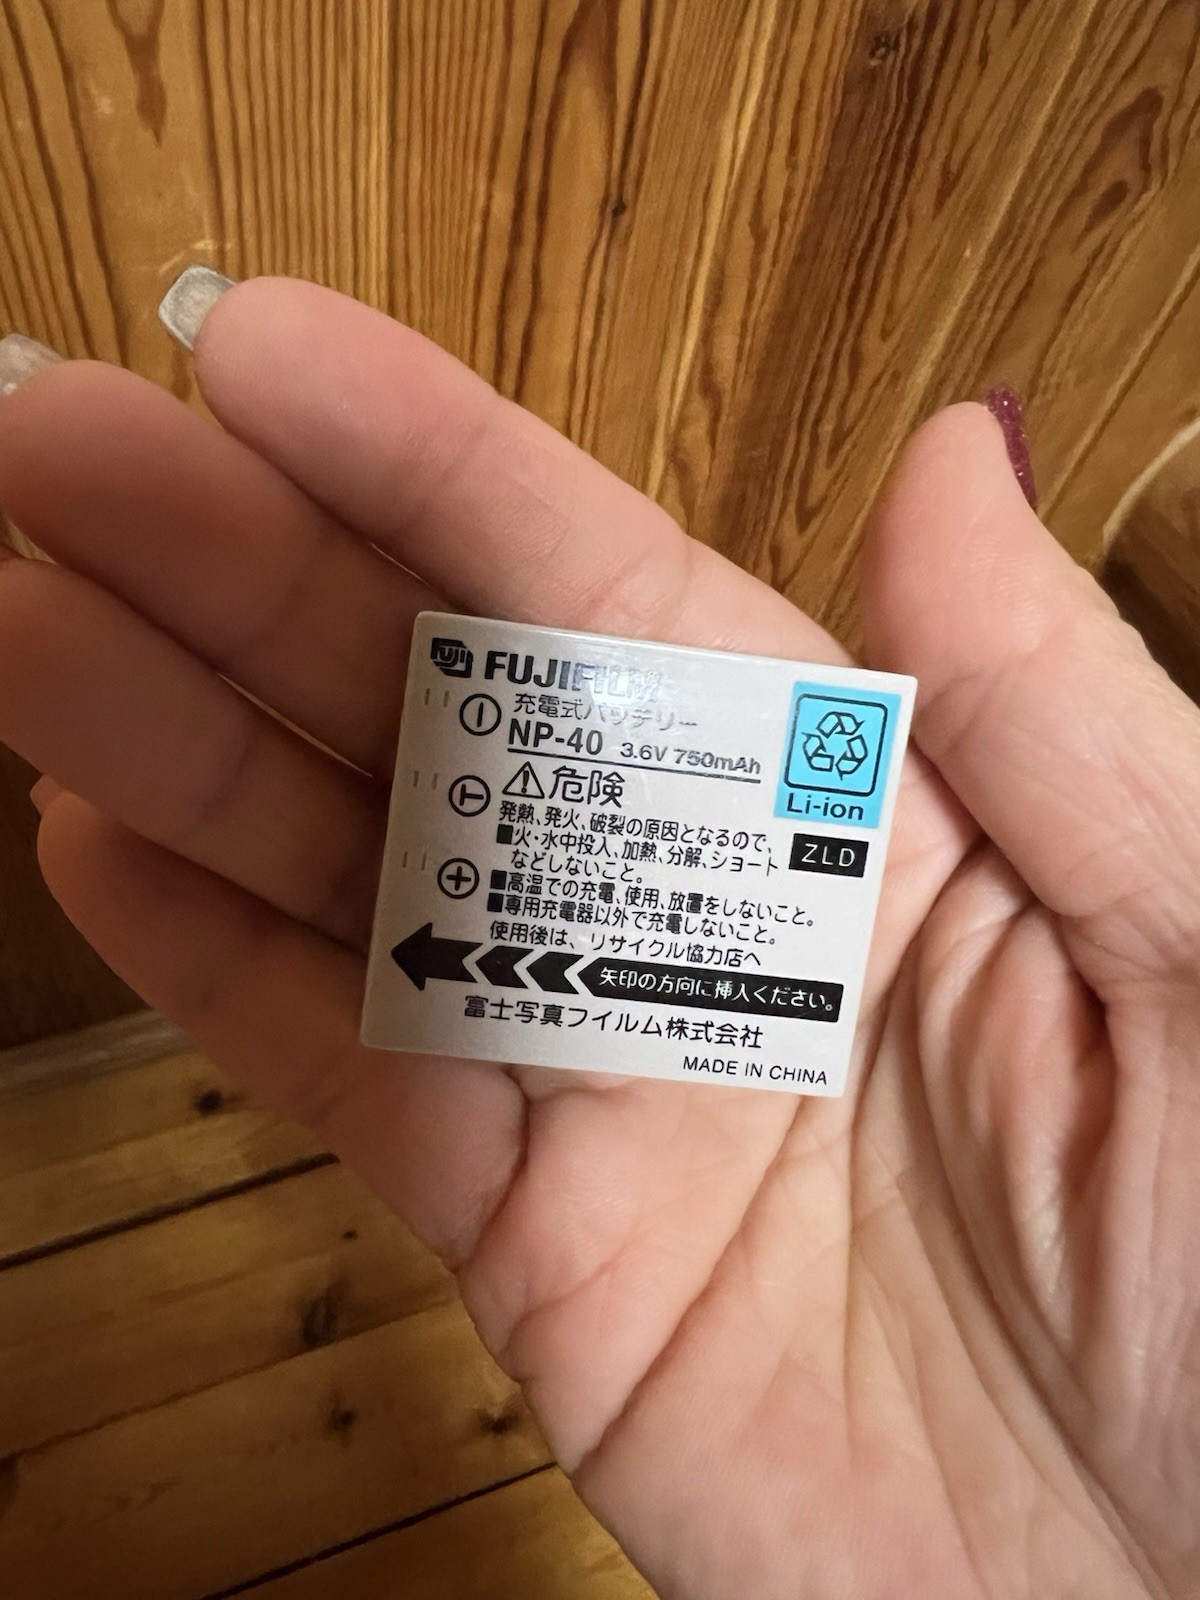 FUJI FUJIFILM
充電式バッテリー
NP-40 3.6V 750mAh
Li-ion
⚠危険
ZLD
発熱、発火、破裂の原因となるので、
■火・水中投入、加熱、分解、ショート
などしないこと。
■高温での充電、使用、放置をしないこと。
■専用充電器以外で充電しないこと。
使用後は、リサイクル協力店へ
矢印の方向に挿入ください。
富士写真フイルム株式会社
MADE IN CHINA